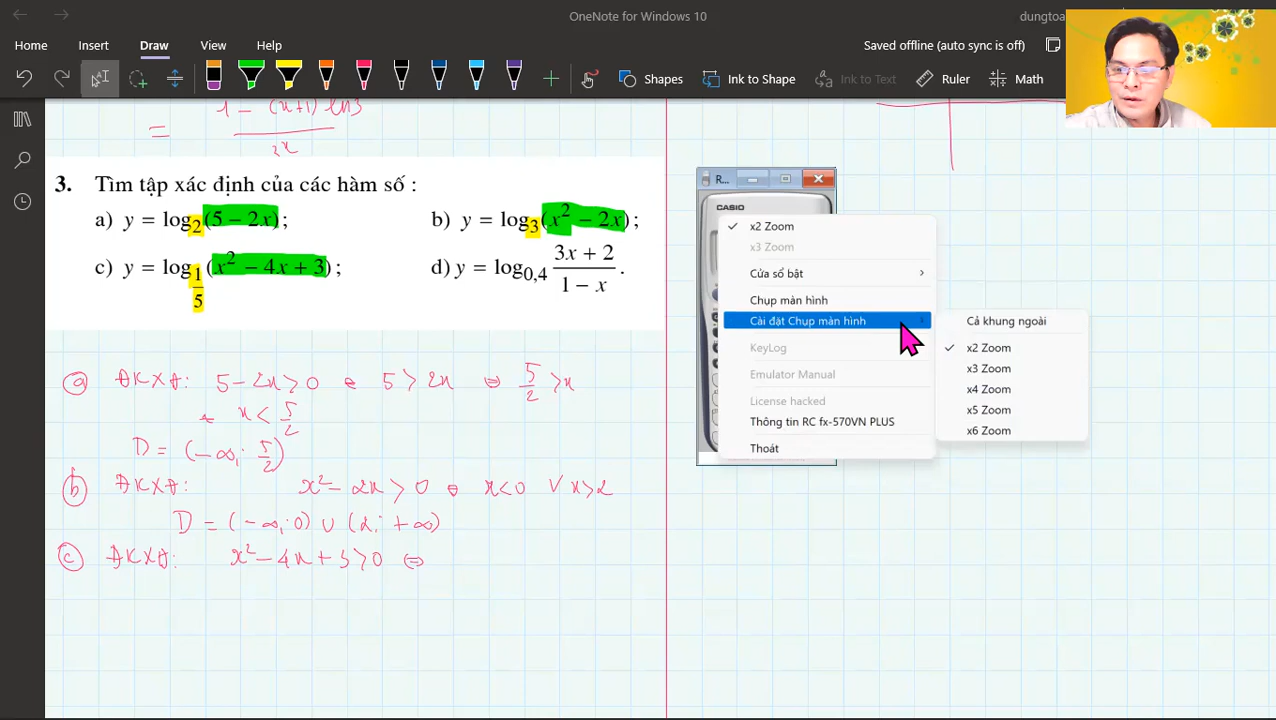 OneNote for Windows 10
dungtoa
Home Insert Draw View Help
Saved offline (auto sync is off)
Shapes Ink to Shape Ink to Text Ruler Math
1 - (x+1) ln3
=
3. Tìm tập xác định của các hàm số :
a) y = log₂(5 − 2x) ;
b) y = log₃(x² − 2x) ;
c) y = log_{1/5}(x² − 4x + 3) ;
d) y = log_{0,4} \frac{3x + 2}{1 − x} .
R...
CASIO
x2 Zoom
x3 Zoom
Cửa sổ bật
Chụp màn hình
Cài đặt Chụp màn hình
KeyLog
Emulator Manual
License hacked
Thông tin RC fx-570VN PLUS
Thoát
Cả khung ngoài
x2 Zoom
x3 Zoom
x4 Zoom
x5 Zoom
x6 Zoom
a ĐKXĐ: 5 - 2x > 0 ⇔ 5 > 2x ⇔ 5/2 > x
⇔ x < 5/2
D = (-∞; 5/2)
b ĐKXĐ: x² - 2x > 0 ⇔ x < 0 ∨ x > 2
D = (-∞; 0) ∪ (2; +∞)
c ĐKXĐ: x² - 4x + 3 > 0 ⇔